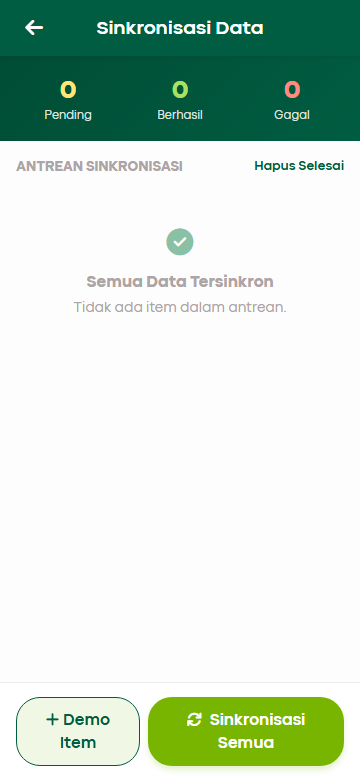 Sinkronisasi Data
0 0 0
Pending Berhasil Gagal
ANTREAN SINKRONISASI Hapus Selesai
Semua Data Tersinkron
Tidak ada item dalam antrean.
Demo
Item
Sinkronisasi
Semua